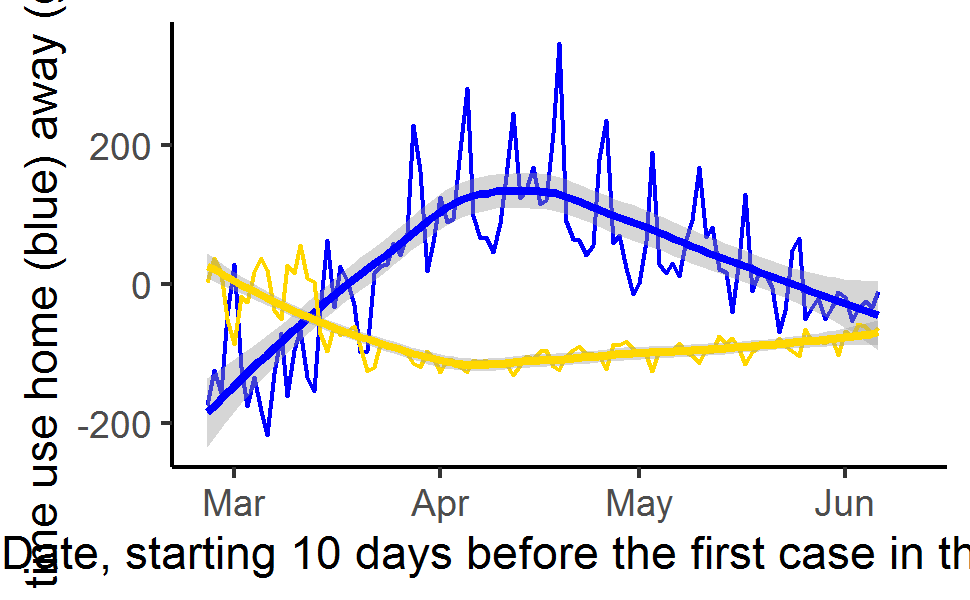 time use home (blue) away (
200
0
-200
Mar Apr May Jun
Date, starting 10 days before the first case in th